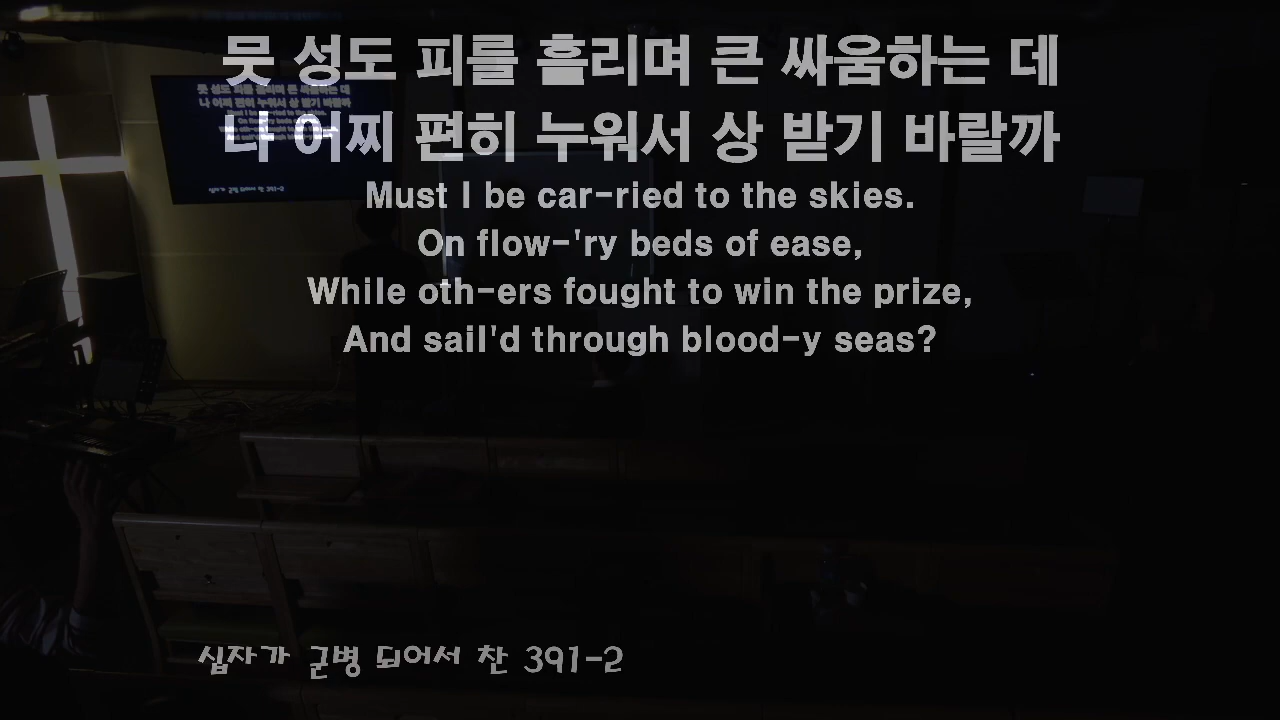 뭇 성도 피를 흘리며 큰 싸움하는 데
나 어찌 편히 누워서 상 받기 바랄까
Must I be car-ried to the skies.
On flow-'ry beds of ease,
While oth-ers fought to win the prize,
And sail'd through blood-y seas?
십자가 군병 되어서 찬 391-2